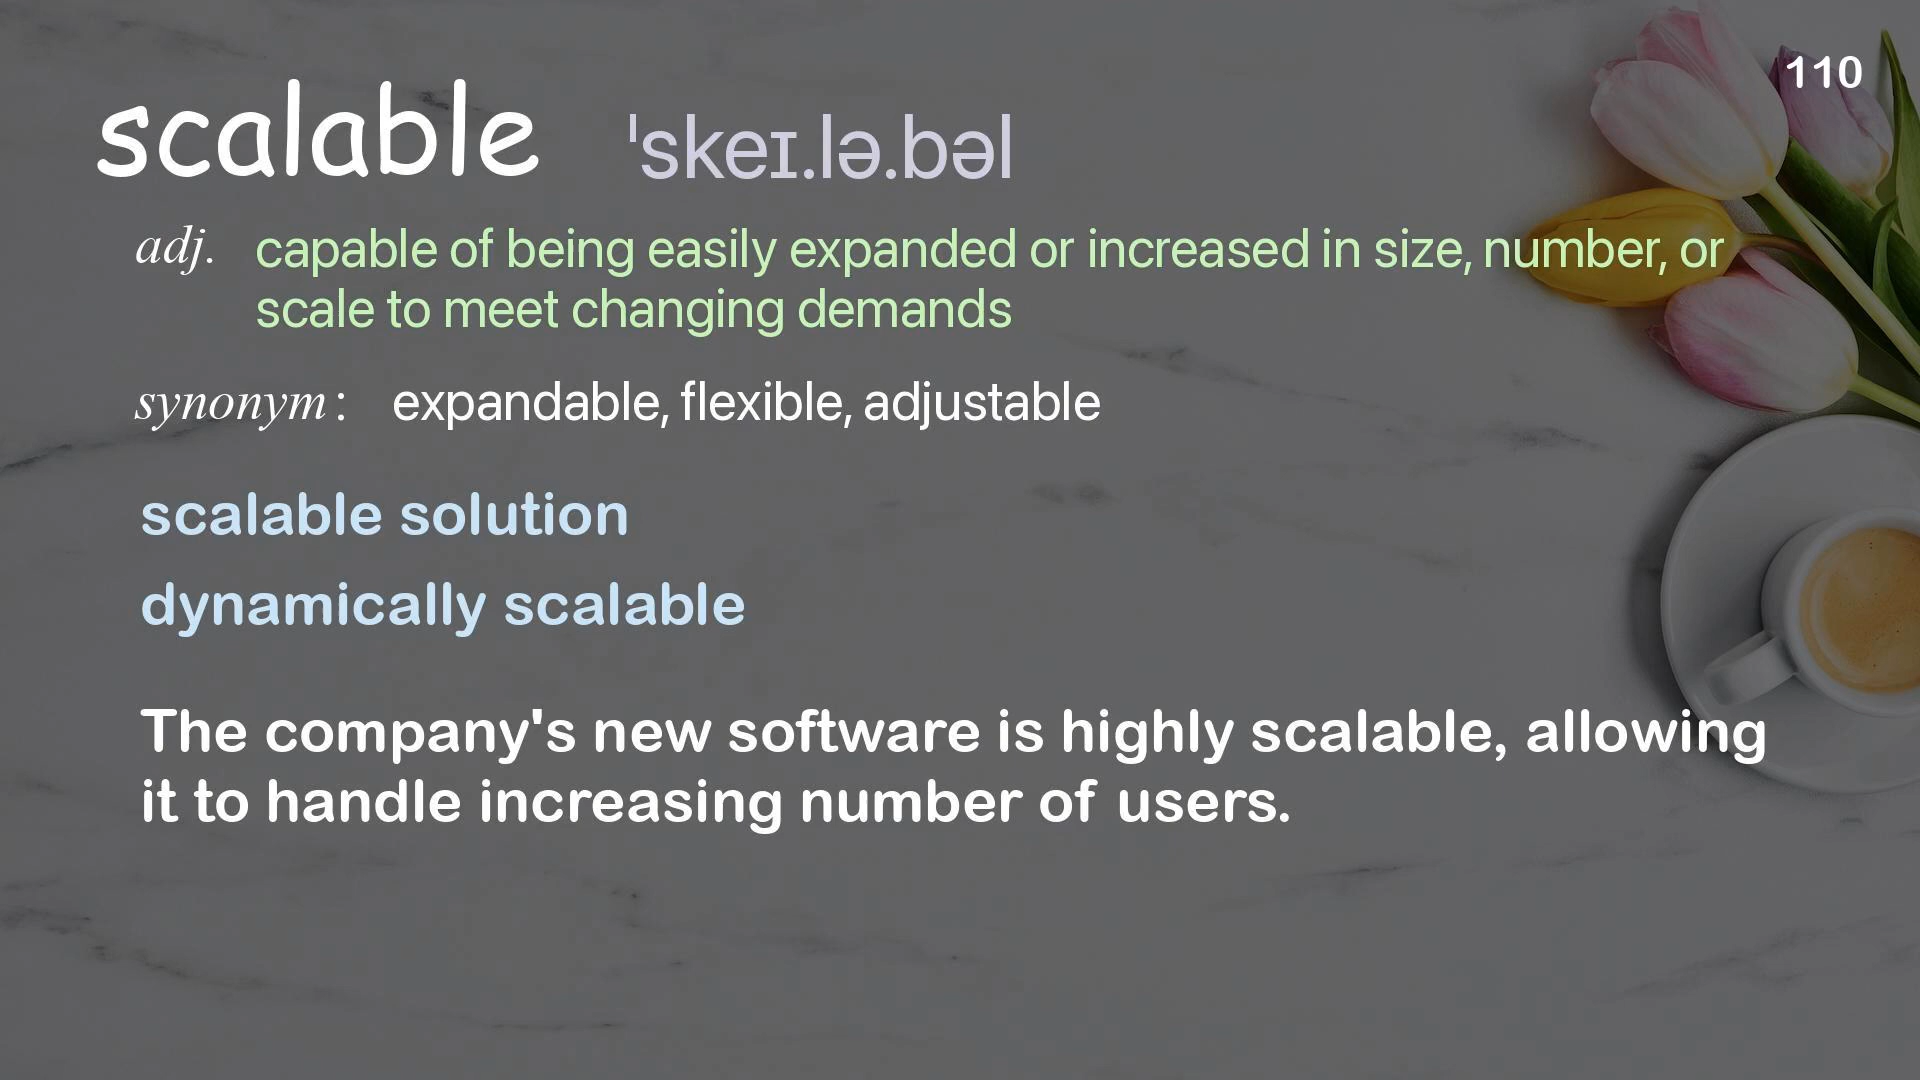 110
scalable ˈskeɪ.lə.bəl
adj. capable of being easily expanded or increased in size, number, or
scale to meet changing demands
synonym: expandable, flexible, adjustable
scalable solution
dynamically scalable
The company's new software is highly scalable, allowing
it to handle increasing number of users.